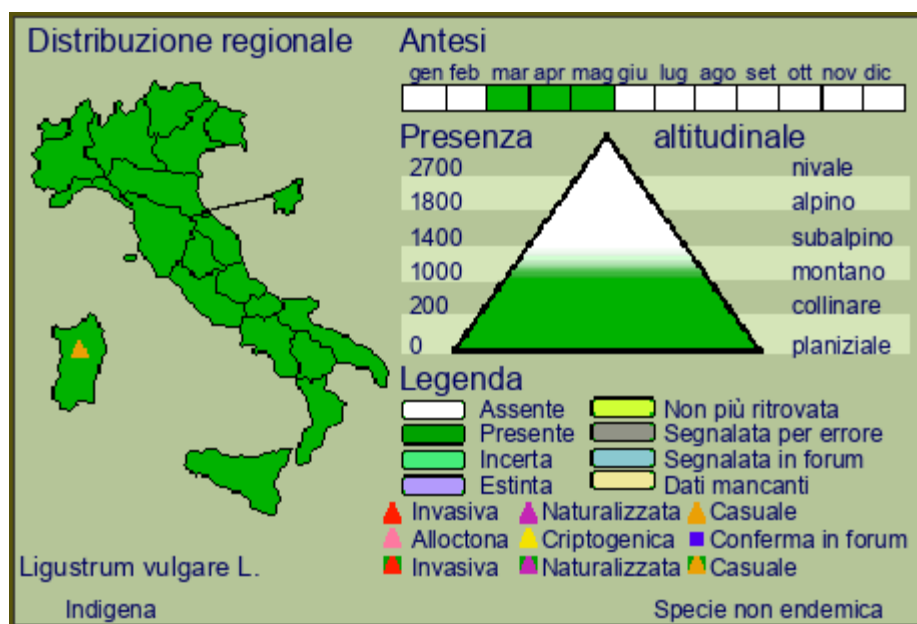 Distribuzione regionale
Antesi
gen feb mar apr mag giu lug ago set ott nov dic
Presenza altitudinale
2700 nivale
1800 alpino
1400 subalpino
1000 montano
200 collinare
0 planiziale
Legenda
Assente Non più ritrovata
Presente Segnalata per errore
Incerta Segnalata in forum
Estinta Dati mancanti
Invasiva Naturalizzata Casuale
Alloctona Criptogenica Conferma in forum
Ligustrum vulgare L. Invasiva Naturalizzata Casuale
Indigena Specie non endemica